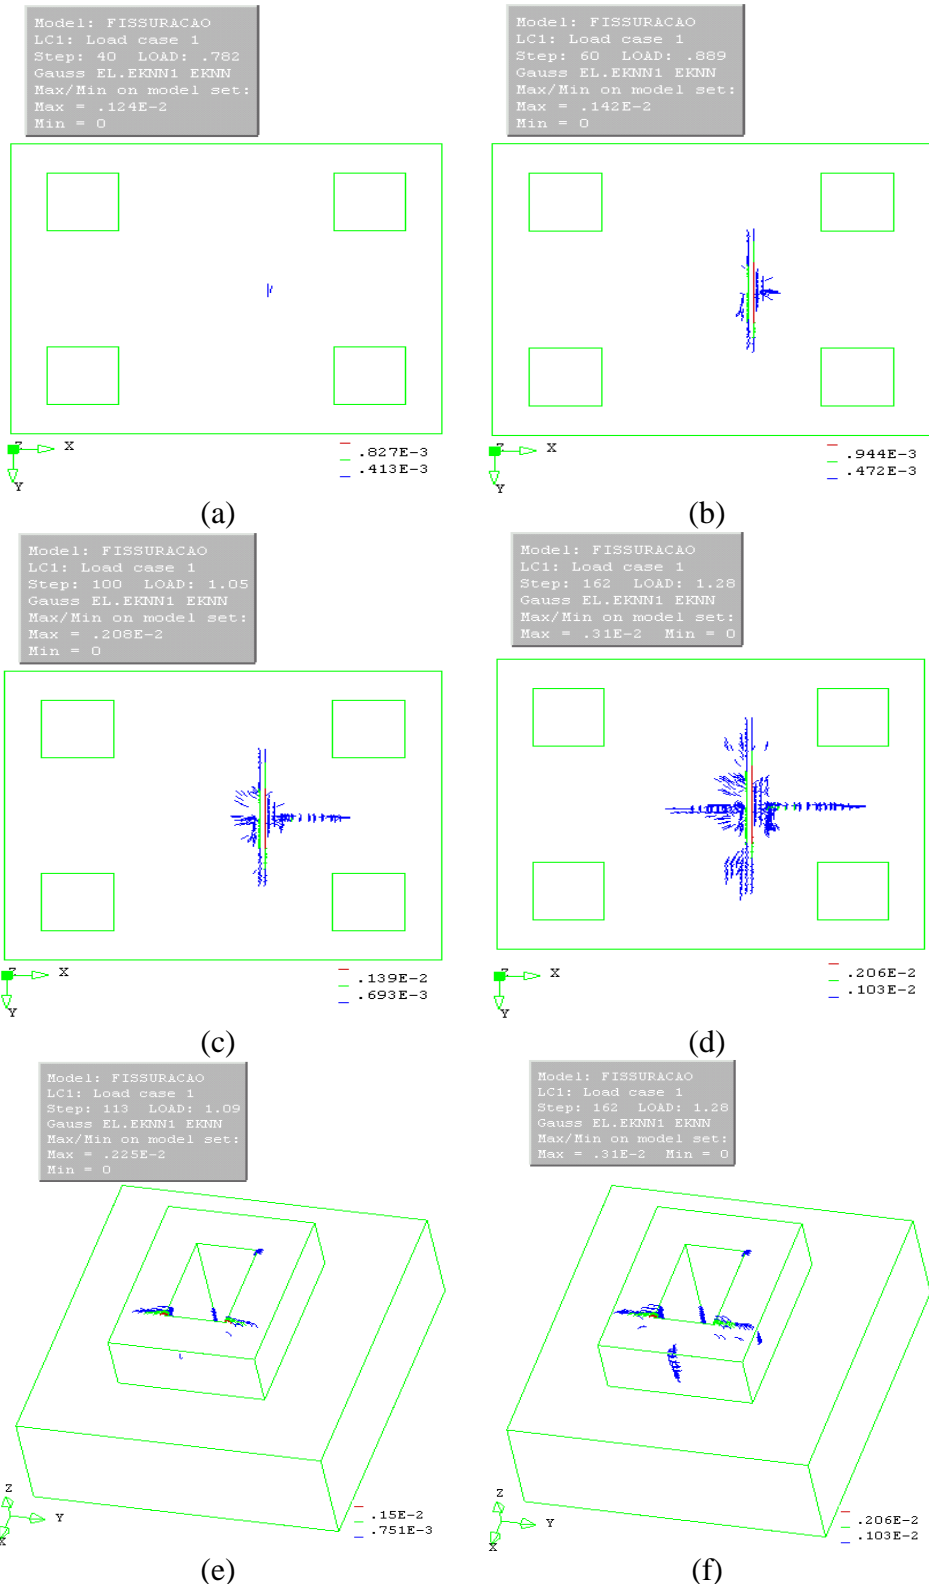 Model: FISSURACAO
LC1: Load case 1
Step: 40 LOAD: .782
Gauss EL.EKNN1 EKNN
Max/Min on model set:
Max = .124E-2
Min = 0
Z
X
Y
.827E-3
.413E-3
(a)
Model: FISSURACAO
LC1: Load case 1
Step: 60 LOAD: .889
Gauss EL.EKNN1 EKNN
Max/Min on model set:
Max = .142E-2
Min = 0
Z
X
Y
.944E-3
.472E-3
(b)
Model: FISSURACAO
LC1: Load case 1
Step: 100 LOAD: 1.05
Gauss EL.EKNN1 EKNN
Max/Min on model set:
Max = .208E-2
Min = 0
Z
X
Y
.139E-2
.693E-3
(c)
Model: FISSURACAO
LC1: Load case 1
Step: 162 LOAD: 1.28
Gauss EL.EKNN1 EKNN
Max/Min on model set:
Max = .31E-2 Min = 0
Z
X
Y
.206E-2
.103E-2
(d)
Model: FISSURACAO
LC1: Load case 1
Step: 113 LOAD: 1.09
Gauss EL.EKNN1 EKNN
Max/Min on model set:
Max = .225E-2
Min = 0
Z
Y
X
.15E-2
.751E-3
(e)
Model: FISSURACAO
LC1: Load case 1
Step: 162 LOAD: 1.28
Gauss EL.EKNN1 EKNN
Max/Min on model set:
Max = .31E-2 Min = 0
Z
Y
X
.206E-2
.103E-2
(f)